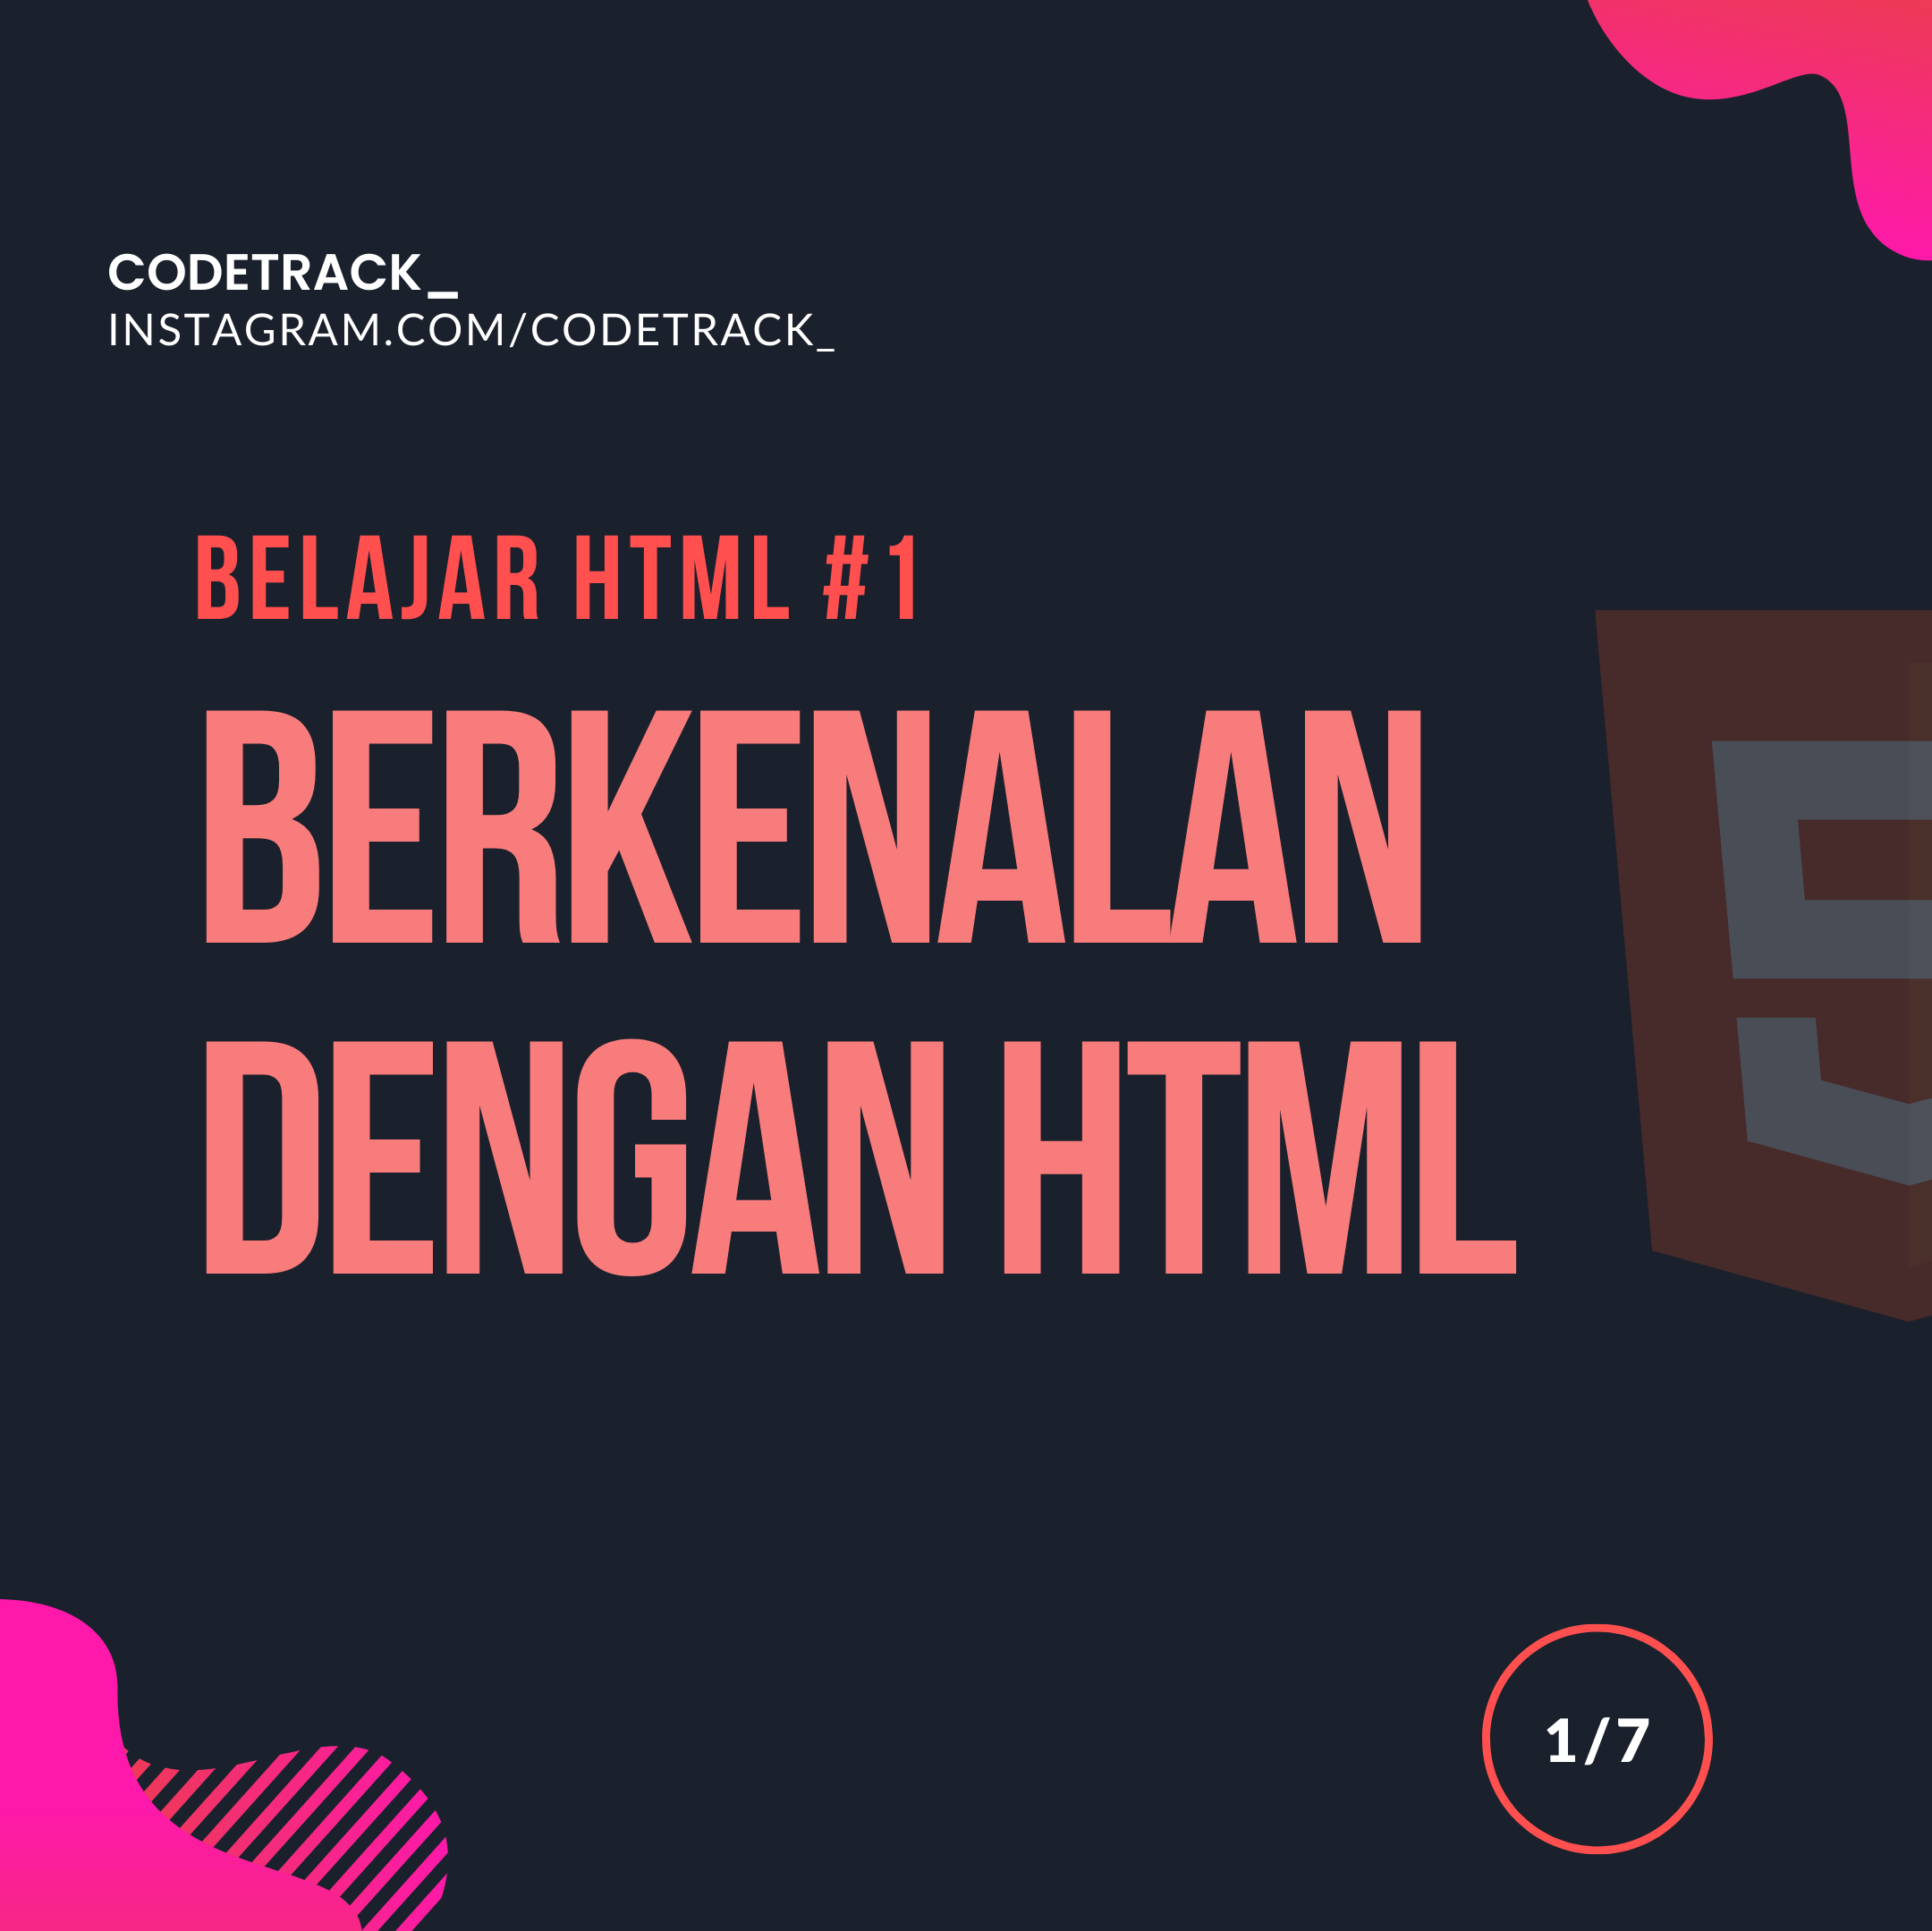 CODETRACK_
INSTAGRAM.COM/CODETRACK_
BELAJAR HTML #1
BERKENALAN
DENGAN HTML
1/7